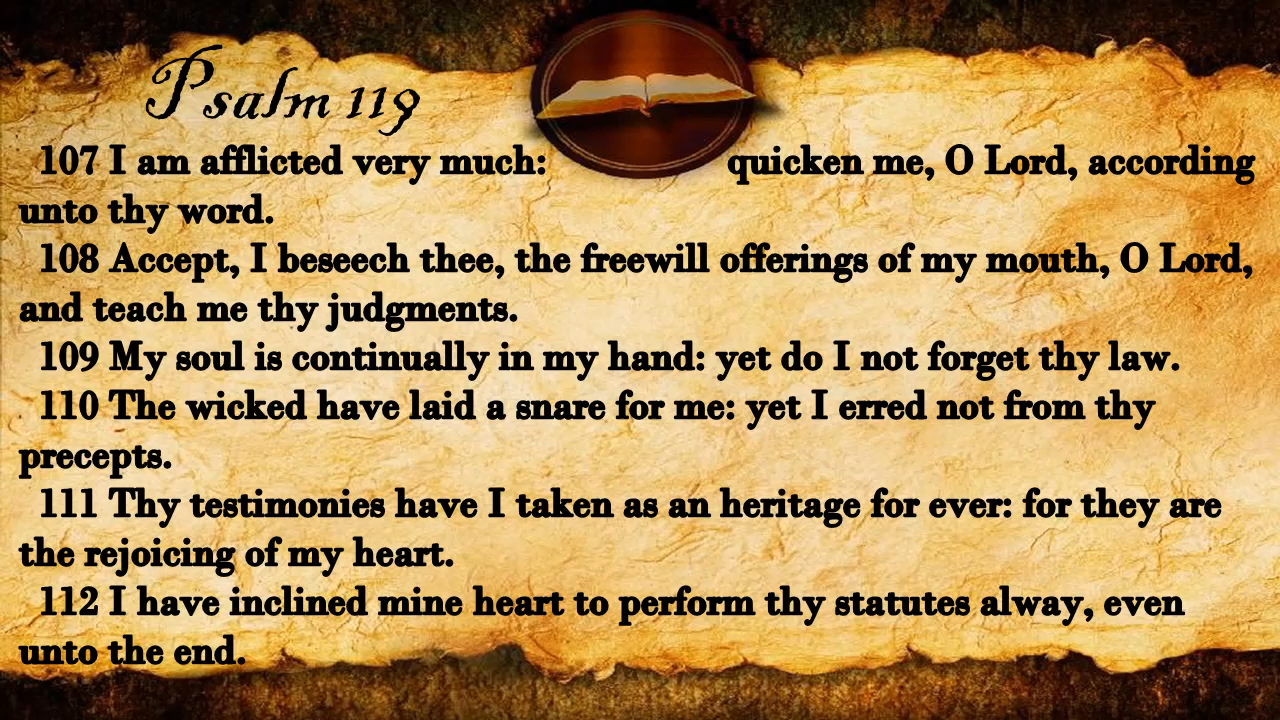 Psalm 119
107 I am afflicted very much: quicken me, O Lord, according
unto thy word.
108 Accept, I beseech thee, the freewill offerings of my mouth, O Lord,
and teach me thy judgments.
109 My soul is continually in my hand: yet do I not forget thy law.
110 The wicked have laid a snare for me: yet I erred not from thy
precepts.
111 Thy testimonies have I taken as an heritage for ever: for they are
the rejoicing of my heart.
112 I have inclined mine heart to perform thy statutes alway, even
unto the end.